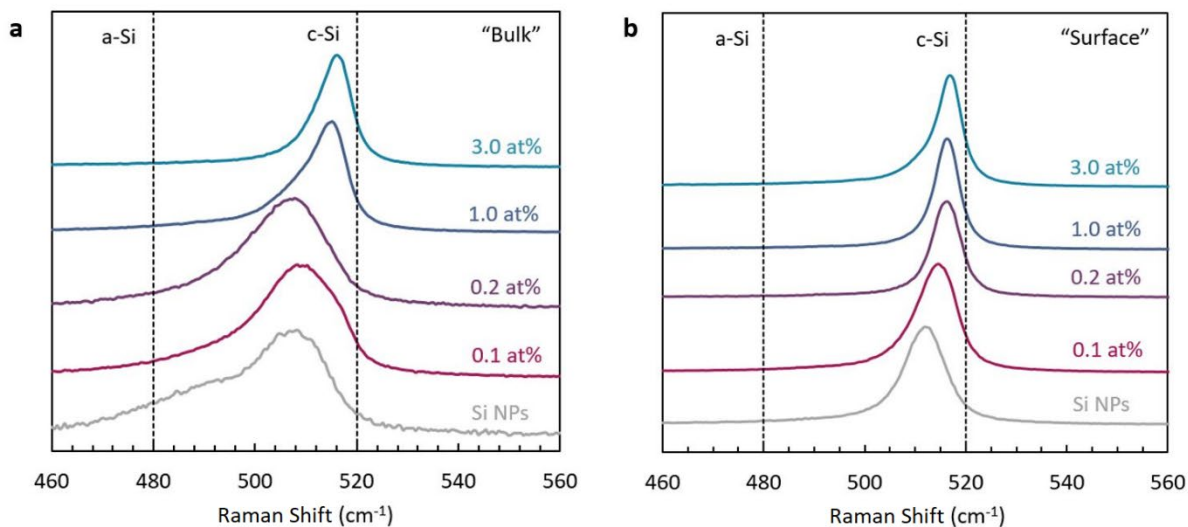 a
a-Si
c-Si
“Bulk”
3.0 at%
1.0 at%
0.2 at%
0.1 at%
Si NPs
460 480 500 520 540 560
Raman Shift (cm⁻¹)
b
a-Si
c-Si
“Surface”
3.0 at%
1.0 at%
0.2 at%
0.1 at%
Si NPs
460 480 500 520 540 560
Raman Shift (cm⁻¹)